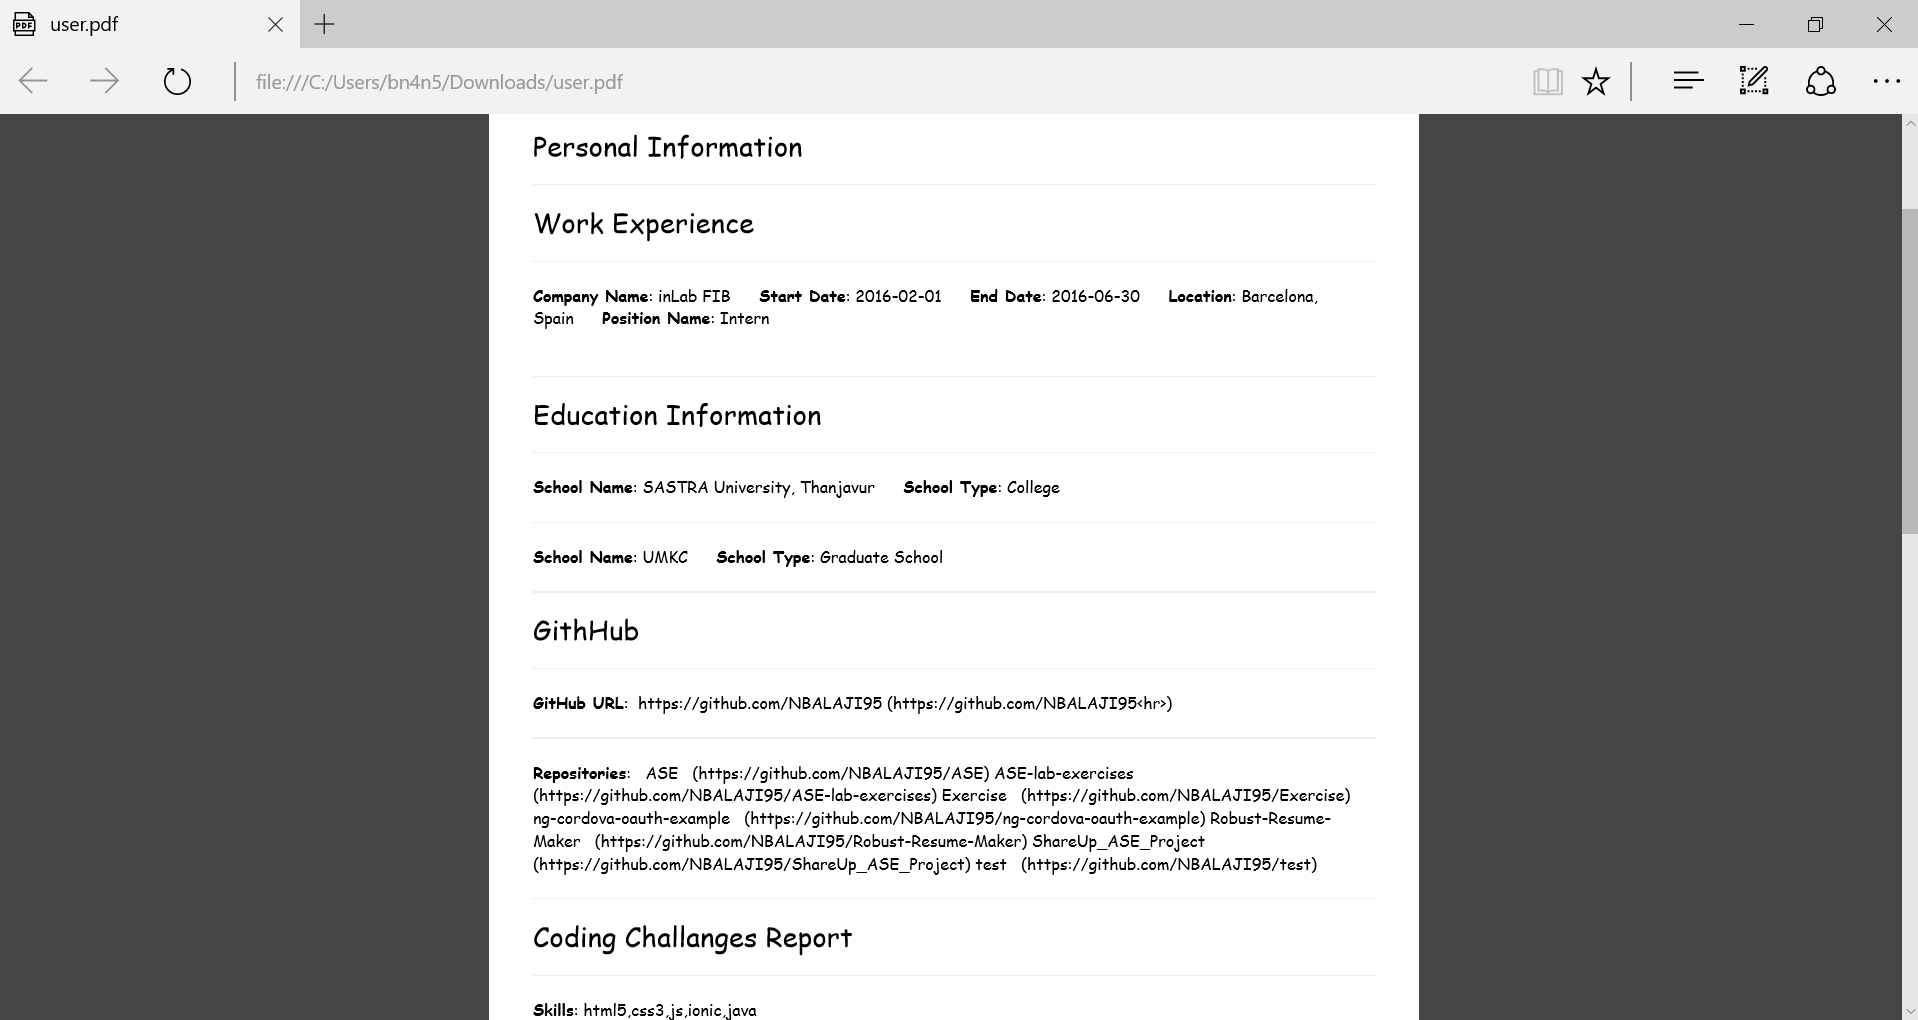 user.pdf
file:///C:/Users/bn4n5/Downloads/user.pdf
Personal Information
Work Experience
Company Name: inLab FIB Start Date: 2016-02-01 End Date: 2016-06-30 Location: Barcelona,
Spain Position Name: Intern
Education Information
School Name: SASTRA University, Thanjavur School Type: College
School Name: UMKC School Type: Graduate School
GithHub
GitHub URL: https://github.com/NBALAJI95 (https://github.com/NBALAJI95<hr>)
Repositories: ASE (https://github.com/NBALAJI95/ASE) ASE-lab-exercises
(https://github.com/NBALAJI95/ASE-lab-exercises) Exercise (https://github.com/NBALAJI95/Exercise)
ng-cordova-oauth-example (https://github.com/NBALAJI95/ng-cordova-oauth-example) Robust-Resume-
Maker (https://github.com/NBALAJI95/Robust-Resume-Maker) ShareUp_ASE_Project
(https://github.com/NBALAJI95/ShareUp_ASE_Project) test (https://github.com/NBALAJI95/test)
Coding Challanges Report
Skills: html5,css3,js,ionic,java